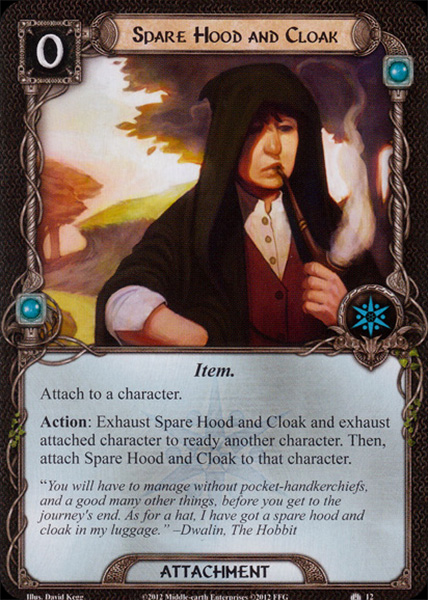 0
SPARE HOOD AND CLOAK
Item.
Attach to a character.
Action: Exhaust Spare Hood and Cloak and exhaust
attached character to ready another character. Then,
attach Spare Hood and Cloak to that character.
“You will have to manage without pocket-handkerchiefs,
and a good many other things, before you get to the
journey's end. As for a hat, I have got a spare hood and
cloak in my luggage.” –Dwalin, The Hobbit
ATTACHMENT
Illus. David Kegg ©2012 Middle-earth Enterprises ©2012 FFG 12